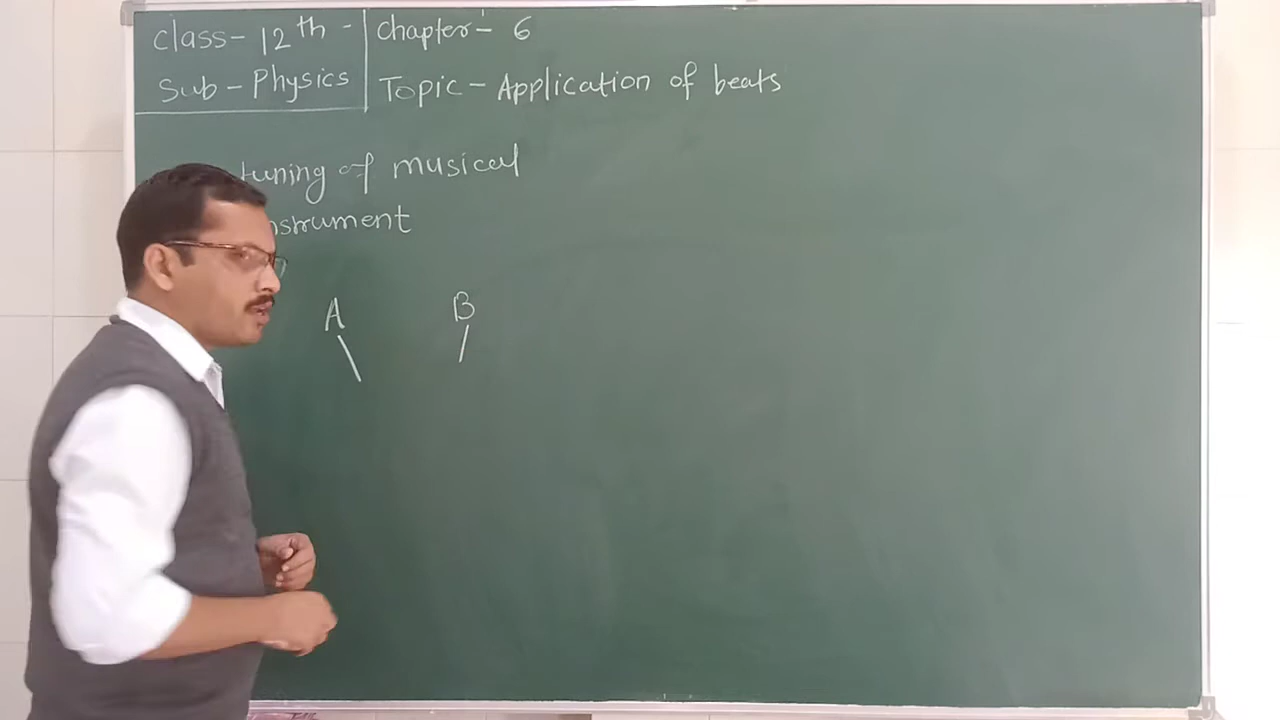 Class- 12th -
Sub - Physics
Chapter- 6
Topic - Application of beats
tuning of musical
nstrument
A B